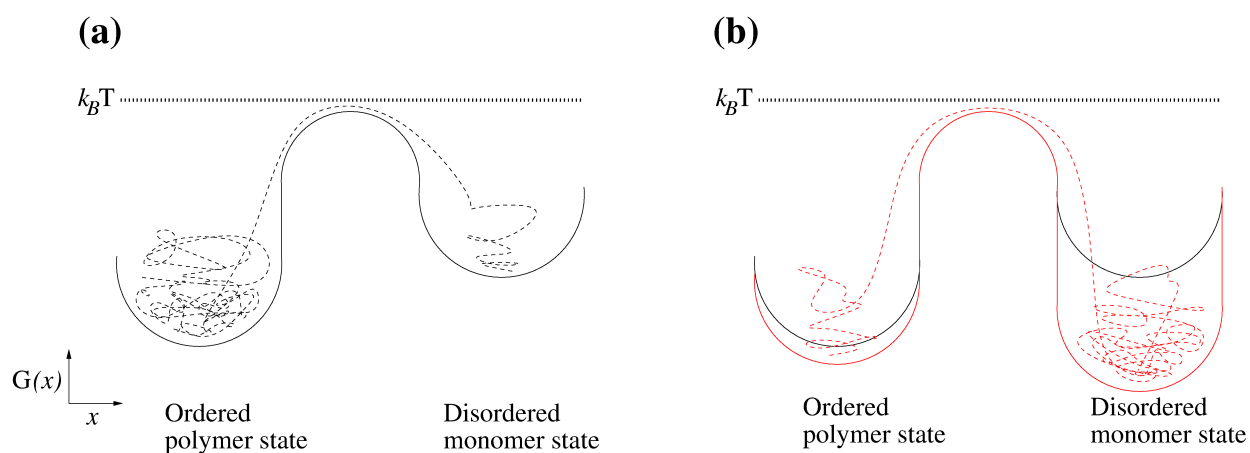 (a)
k_BT
G(x)
x
Ordered
polymer state
Disordered
monomer state
(b)
k_BT
Ordered
polymer state
Disordered
monomer state